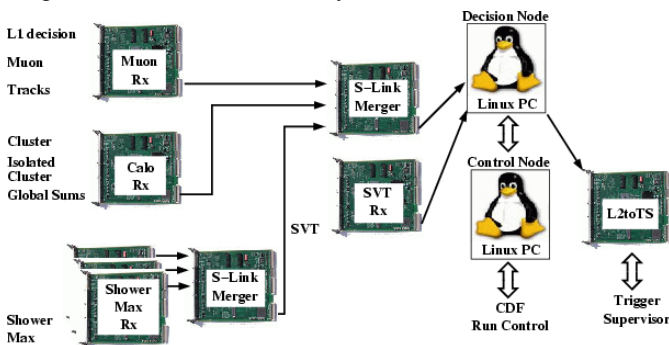 L1 decision
Muon
Tracks
Muon
Rx
Cluster
Isolated
Cluster
Global Sums
Calo
Rx
Shower
Max
Shower
Max
Rx
S-Link
Merger
SVT
S-Link
Merger
SVT
Rx
Decision Node
Linux PC
Control Node
Linux PC
CDF
Run Control
L2toTS
Trigger
Supervisor